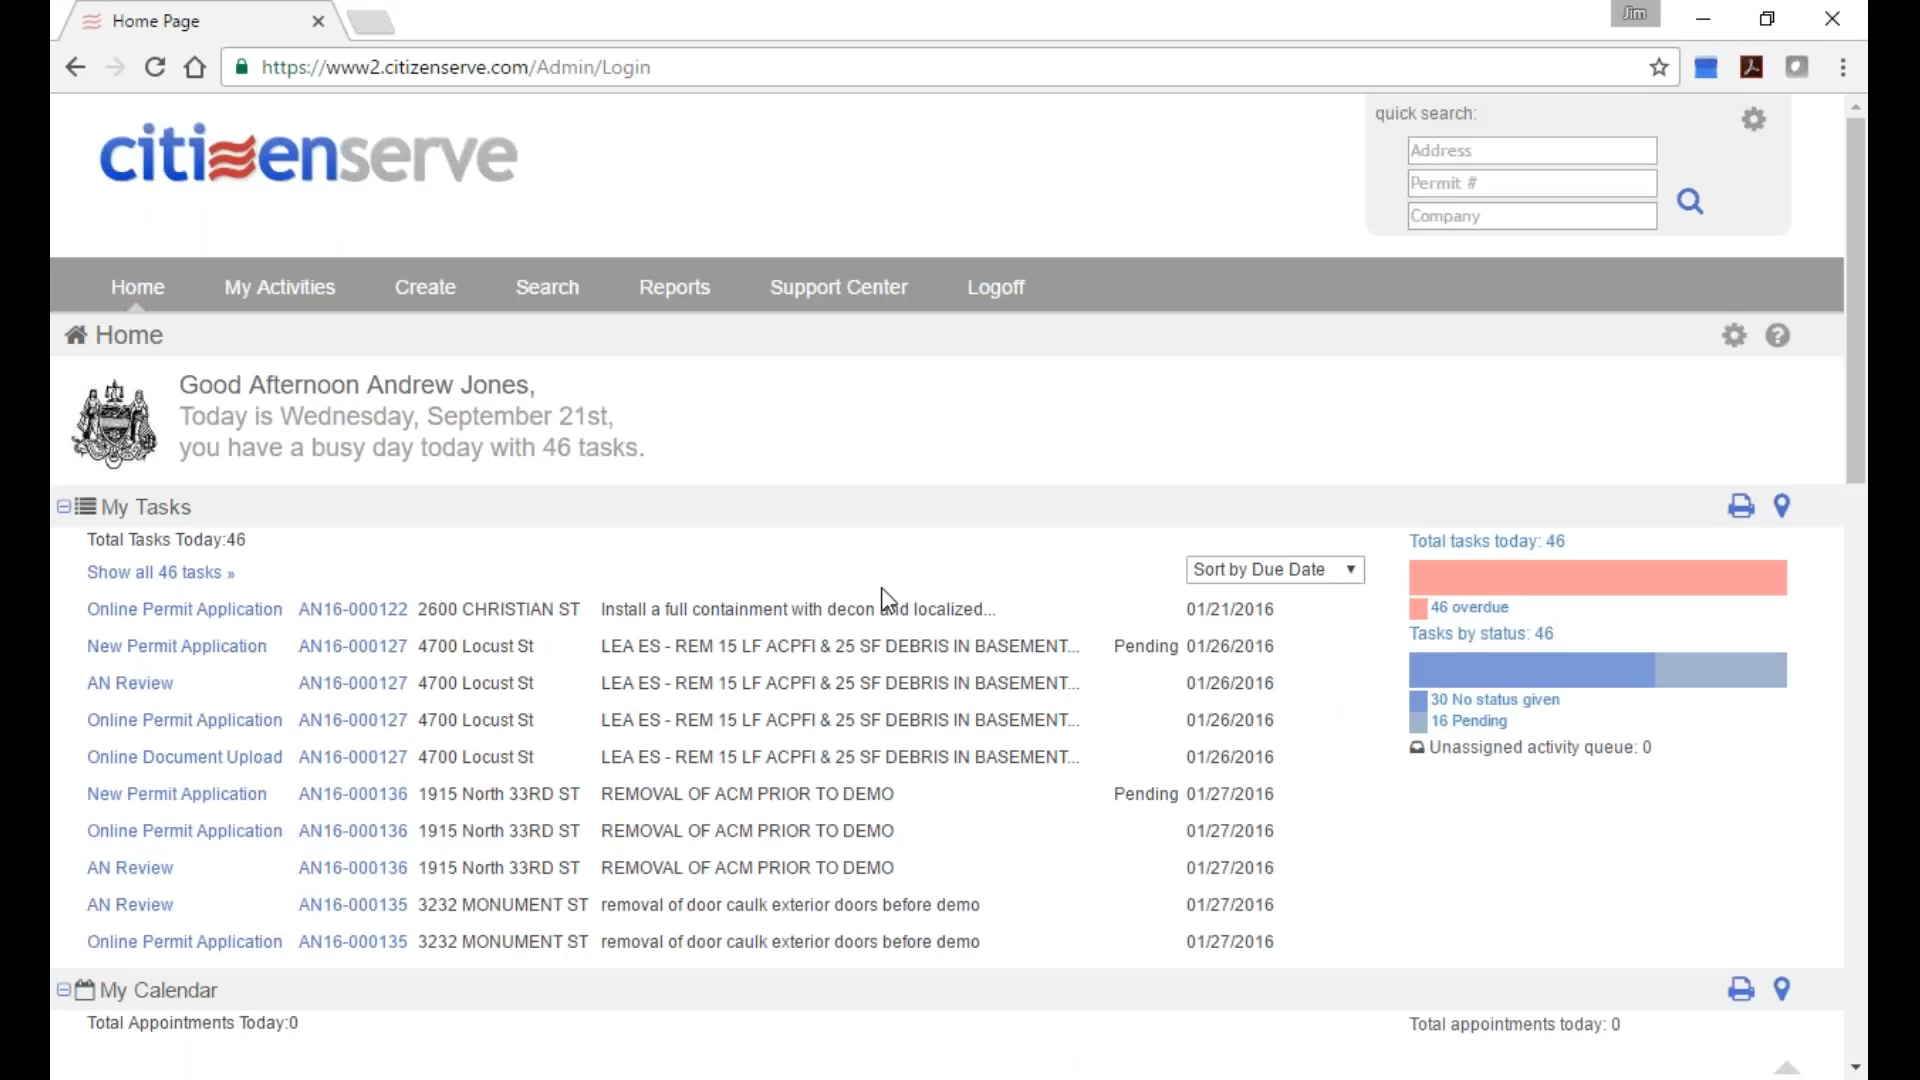 Home Page
Jim
https://www2.citizenserve.com/Admin/Login
citizenserve
quick search:
Address
Permit #
Company
Home My Activities Create Search Reports Support Center Logoff
Home
Good Afternoon Andrew Jones,
Today is Wednesday, September 21st,
you have a busy day today with 46 tasks.
My Tasks
Total Tasks Today:46
Show all 46 tasks »
Sort by Due Date
Online Permit Application AN16-000122 2600 CHRISTIAN ST Install a full containment with decon and localized... 01/21/2016
New Permit Application AN16-000127 4700 Locust St LEA ES - REM 15 LF ACPFI & 25 SF DEBRIS IN BASEMENT... Pending 01/26/2016
AN Review AN16-000127 4700 Locust St LEA ES - REM 15 LF ACPFI & 25 SF DEBRIS IN BASEMENT... 01/26/2016
Online Permit Application AN16-000127 4700 Locust St LEA ES - REM 15 LF ACPFI & 25 SF DEBRIS IN BASEMENT... 01/26/2016
Online Document Upload AN16-000127 4700 Locust St LEA ES - REM 15 LF ACPFI & 25 SF DEBRIS IN BASEMENT... 01/26/2016
New Permit Application AN16-000136 1915 North 33RD ST REMOVAL OF ACM PRIOR TO DEMO Pending 01/27/2016
Online Permit Application AN16-000136 1915 North 33RD ST REMOVAL OF ACM PRIOR TO DEMO 01/27/2016
AN Review AN16-000136 1915 North 33RD ST REMOVAL OF ACM PRIOR TO DEMO 01/27/2016
AN Review AN16-000135 3232 MONUMENT ST removal of door caulk exterior doors before demo 01/27/2016
Online Permit Application AN16-000135 3232 MONUMENT ST removal of door caulk exterior doors before demo 01/27/2016
Total tasks today: 46
46 overdue
Tasks by status: 46
30 No status given
16 Pending
Unassigned activity queue: 0
My Calendar
Total Appointments Today:0
Total appointments today: 0